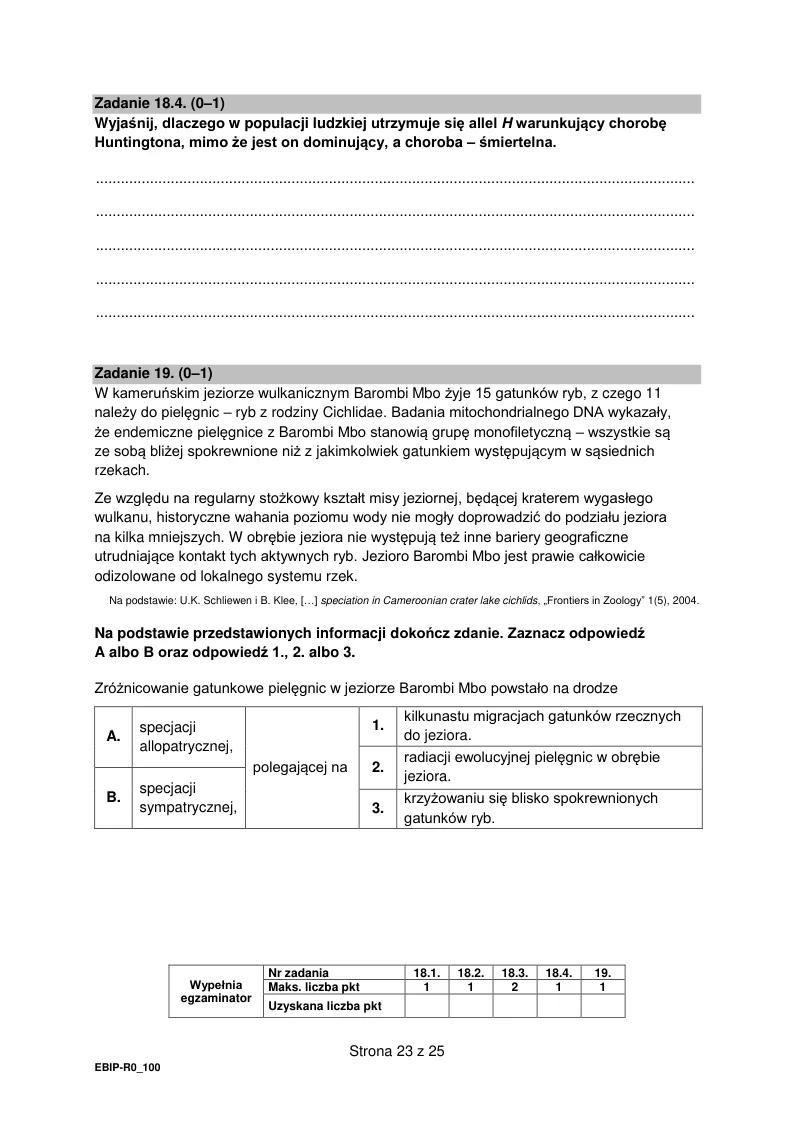 Zadanie 18.4. (0–1)
Wyjaśnij, dlaczego w populacji ludzkiej utrzymuje się allel H warunkujący chorobę
Huntingtona, mimo że jest on dominujący, a choroba – śmiertelna.
....................................................................................................................................................
....................................................................................................................................................
....................................................................................................................................................
....................................................................................................................................................
....................................................................................................................................................
Zadanie 19. (0–1)
W kameruńskim jeziorze wulkanicznym Barombi Mbo żyje 15 gatunków ryb, z czego 11
należy do pielęgnic – ryb z rodziny Cichlidae. Badania mitochondrialnego DNA wykazały,
że endemiczne pielęgnice z Barombi Mbo stanowią grupę monofiletyczną – wszystkie są
ze sobą bliżej spokrewnione niż z jakimkolwiek gatunkiem występującym w sąsiednich
rzekach.
Ze względu na regularny stożkowy kształt misy jeziornej, będącej kraterem wygasłego
wulkanu, historyczne wahania poziomu wody nie mogły doprowadzić do podziału jeziora
na kilka mniejszych. W obrębie jeziora nie występują też inne bariery geograficzne
utrudniające kontakt tych aktywnych ryb. Jezioro Barombi Mbo jest prawie całkowicie
odizolowane od lokalnego systemu rzek.
Na podstawie: U.K. Schliewen i B. Klee, […] speciation in Cameroonian crater lake cichlids, „Frontiers in Zoology” 1(5), 2004.
Na podstawie przedstawionych informacji dokończ zdanie. Zaznacz odpowiedź
A albo B oraz odpowiedź 1., 2. albo 3.
Zróżnicowanie gatunkowe pielęgnic w jeziorze Barombi Mbo powstało na drodze
A.
specjacji
allopatrycznej,
B.
specjacji
sympatrycznej,
polegającej na
1.
kilkunastu migracjach gatunków rzecznych
do jeziora.
2.
radiacji ewolucyjnej pielęgnic w obrębie
jeziora.
3.
krzyżowaniu się blisko spokrewnionych
gatunków ryb.
Wypełnia
egzaminator
Nr zadania 18.1. 18.2. 18.3. 18.4. 19.
Maks. liczba pkt 1 1 2 1 1
Uzyskana liczba pkt
Strona 23 z 25
EBIP-R0_100